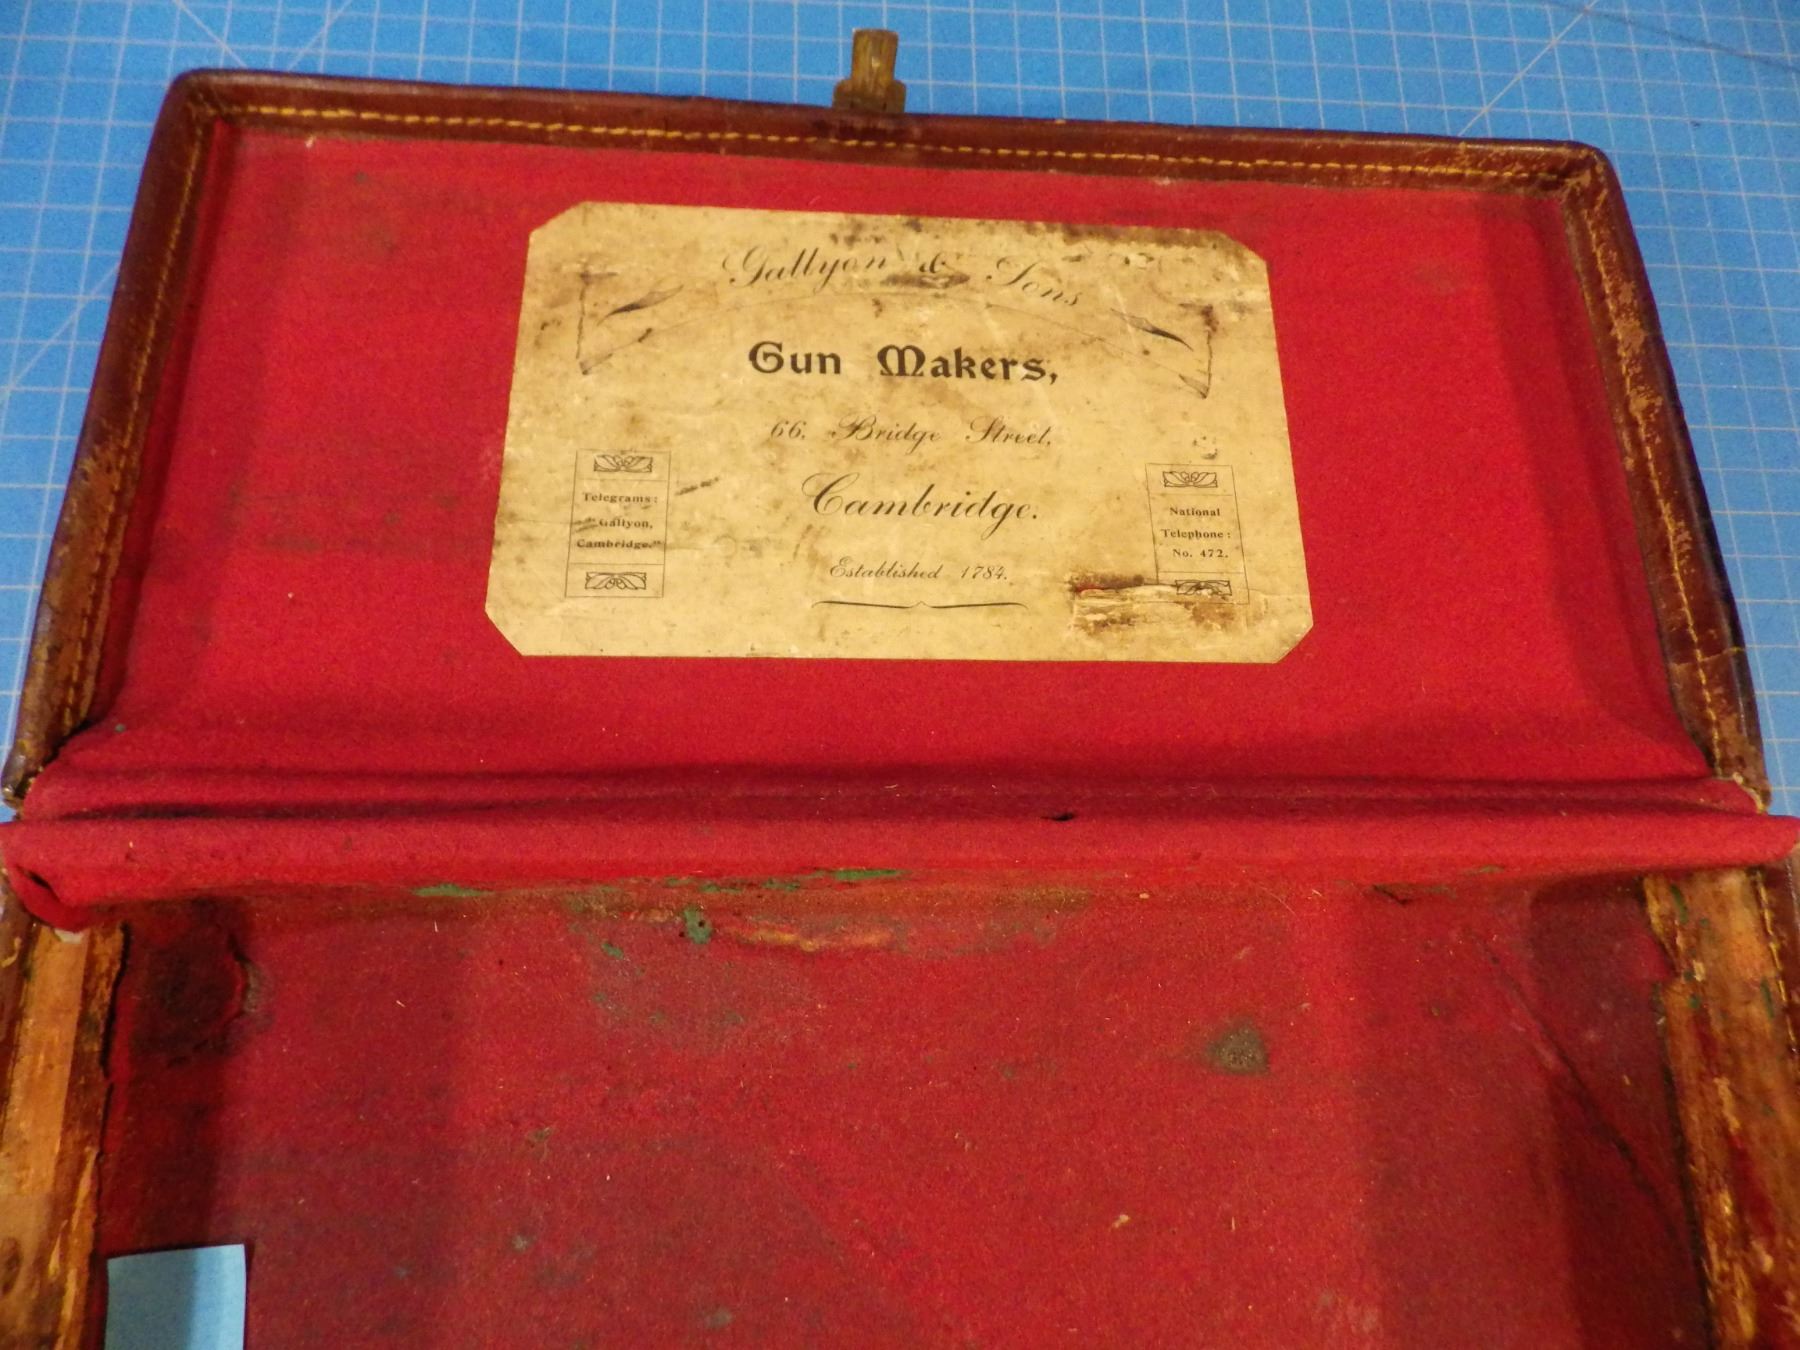 Gallyon & Sons
Gun Makers,
66, Bridge Street,
Cambridge.
Established 1784.
Telegrams:
"Gallyon,
Cambridge."
National
Telephone:
No. 472.